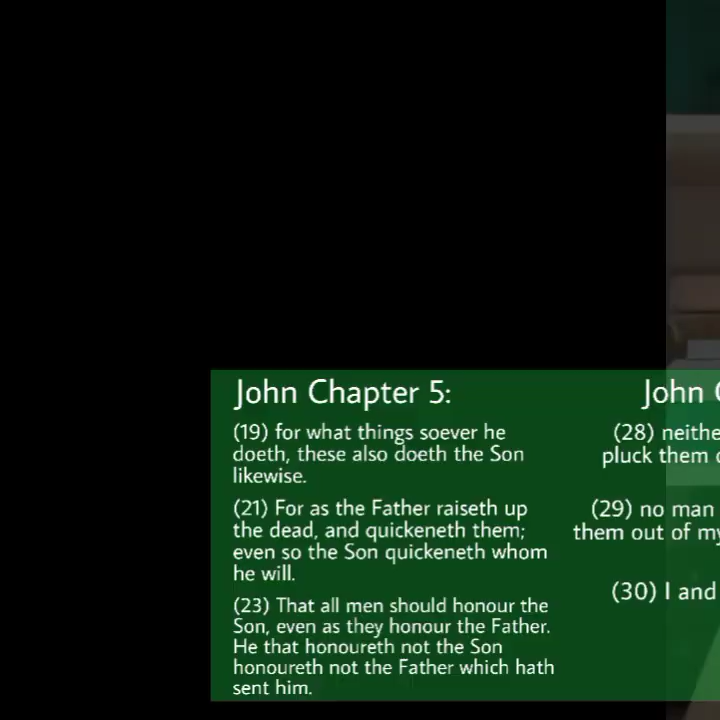 John Chapter 5:
(19) for what things soever he
doeth, these also doeth the Son
likewise.
(21) For as the Father raiseth up
the dead, and quickeneth them;
even so the Son quickeneth whom
he will.
(23) That all men should honour the
Son, even as they honour the Father.
He that honoureth not the Son
honoureth not the Father which hath
sent him.
John
(28)
pluck them
(29) no man
them out of
(30) I and